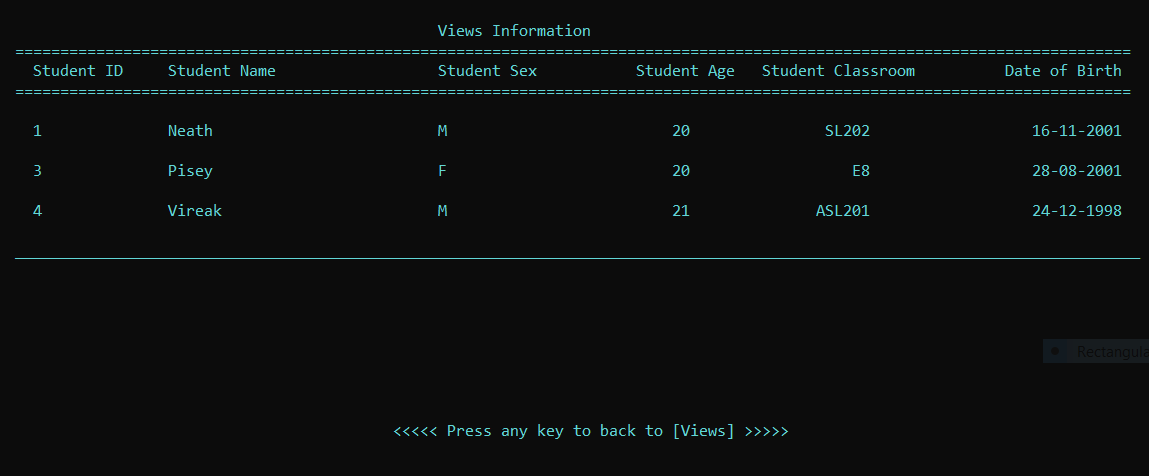 Views Information
============================================================================================================================
Student ID Student Name Student Sex Student Age Student Classroom Date of Birth
============================================================================================================================
1 Neath M 20 SL202 16-11-2001
3 Pisey F 20 E8 28-08-2001
4 Vireak M 21 ASL201 24-12-1998
Rectangula
<<<<< Press any key to back to [Views] >>>>>